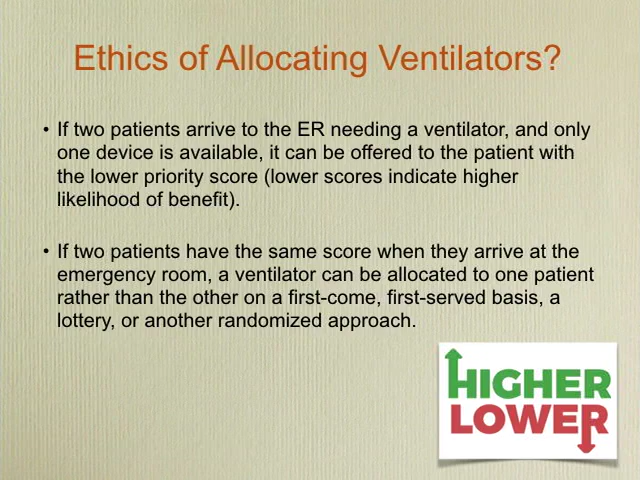 Ethics of Allocating Ventilators?
• If two patients arrive to the ER needing a ventilator, and only
one device is available, it can be offered to the patient with
the lower priority score (lower scores indicate higher
likelihood of benefit).
• If two patients have the same score when they arrive at the
emergency room, a ventilator can be allocated to one patient
rather than the other on a first-come, first-served basis, a
lottery, or another randomized approach.
HIGHER
LOWER